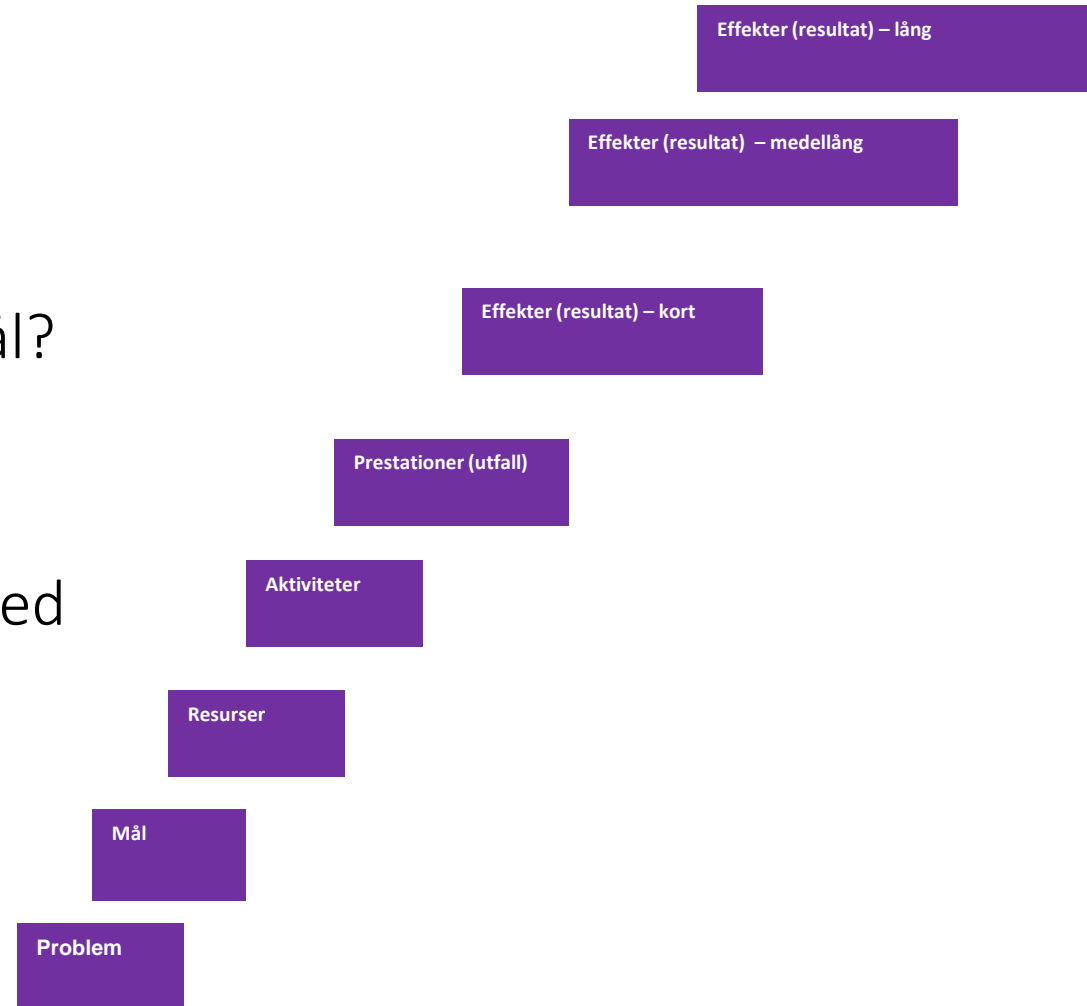 Effekter (resultat) – lång
Effekter (resultat) – medellång
Effekter (resultat) – kort
ål?
Prestationer (utfall)
Aktiviteter
ed
Resurser
Mål
Problem